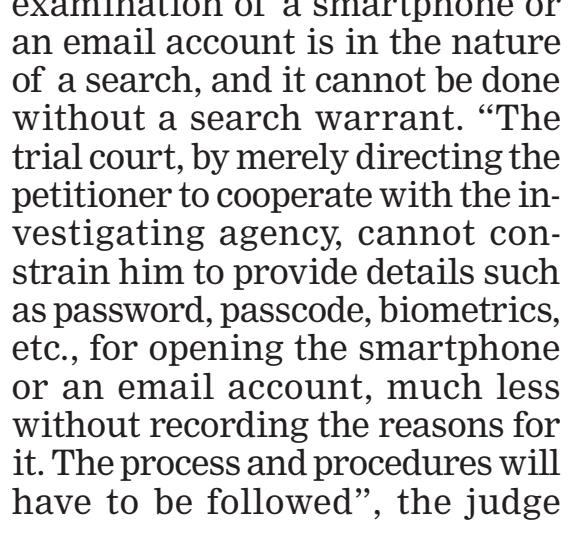 examination of a smartphone or
an email account is in the nature
of a search, and it cannot be done
without a search warrant. “The
trial court, by merely directing the
petitioner to cooperate with the in-
vestigating agency, cannot con-
strain him to provide details such
as password, passcode, biometrics,
etc., for opening the smartphone
or an email account, much less
without recording the reasons for
it. The process and procedures will
have to be followed”, the judge